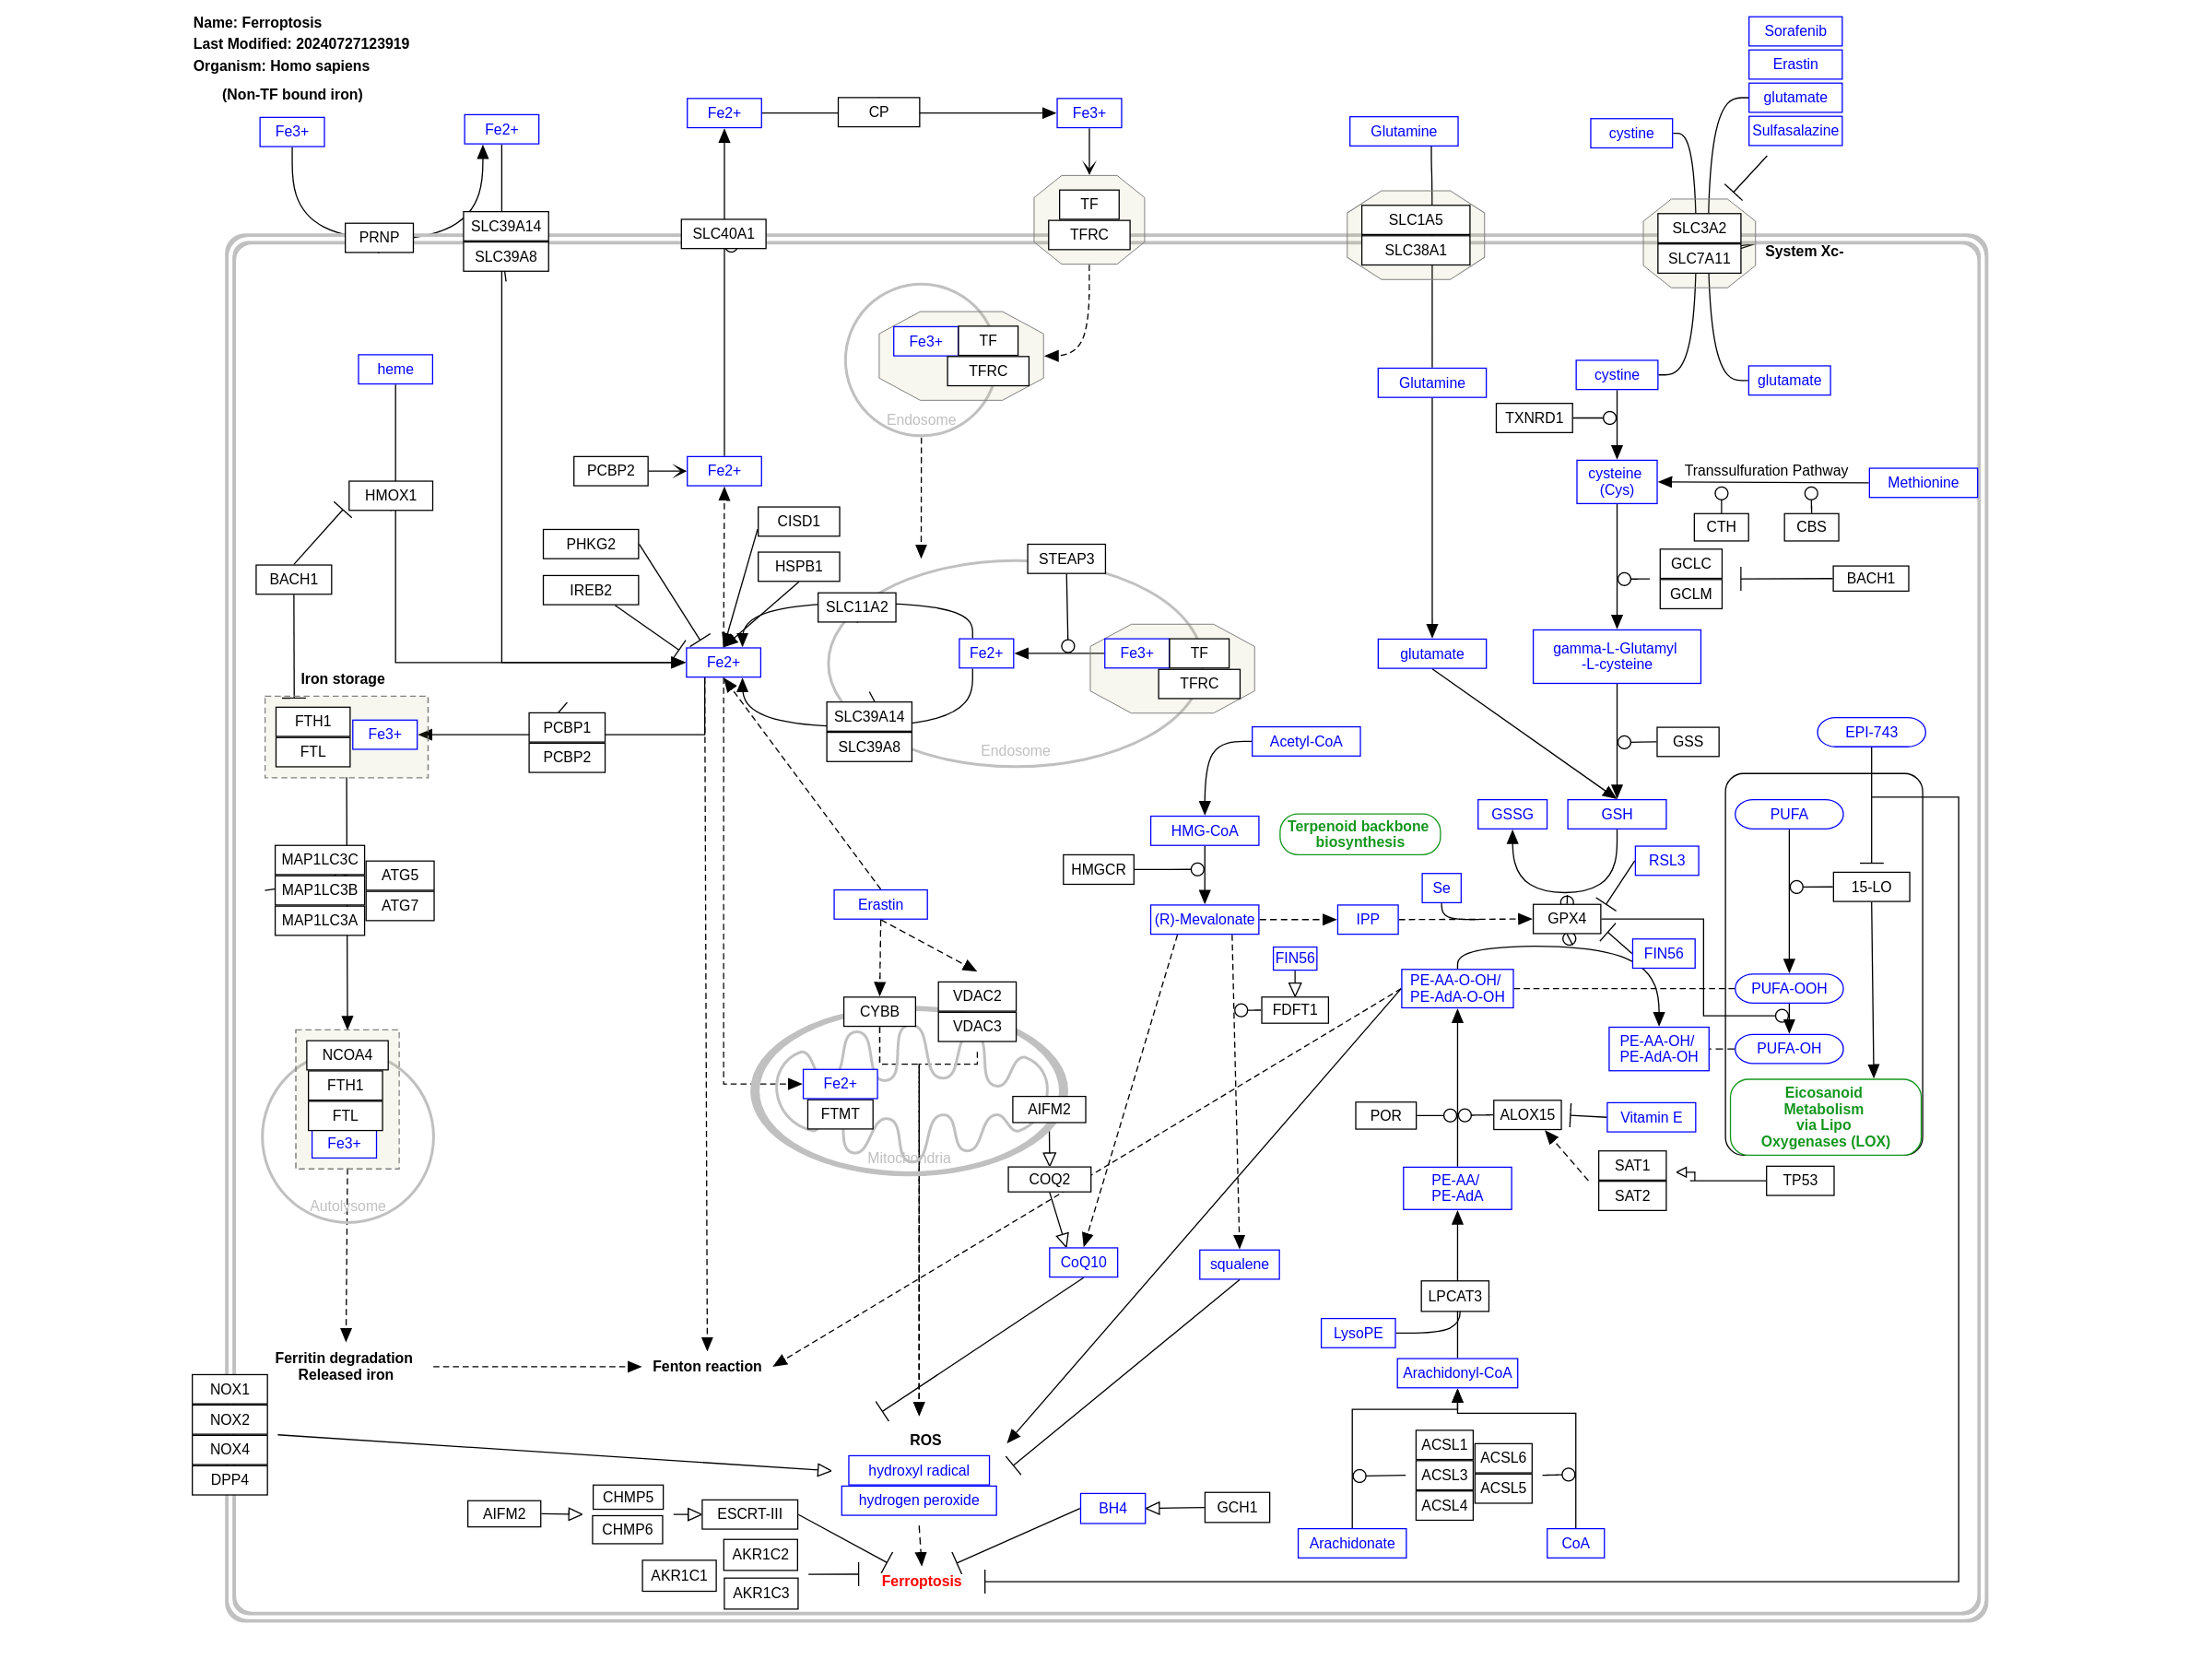 Name: Ferroptosis
Last Modified: 20240727123919
Organism: Homo sapiens
(Non-TF bound iron)
Fe3+
Fe2+
PRNP
SLC39A14
SLC39A8
Fe2+
CP
Fe3+
SLC40A1
TF
TFRC
Glutamine
SLC1A5
SLC38A1
cystine
Sorafenib
Erastin
glutamate
Sulfasalazine
SLC3A2
SLC7A11
System Xc-
heme
Fe3+
TF
TFRC
Endosome
Glutamine
cystine
glutamate
TXNRD1
HMOX1
PCBP2
Fe2+
cysteine
(Cys)
Transsulfuration Pathway
Methionine
CTH
CBS
BACH1
PHKG2
IREB2
CISD1
HSPB1
STEAP3
SLC11A2
GCLC
GCLM
BACH1
Fe2+
Fe2+
Fe3+
TF
TFRC
glutamate
gamma-L-Glutamyl
-L-cysteine
Iron storage
FTH1
FTL
Fe3+
PCBP1
PCBP2
SLC39A14
SLC39A8
Endosome
Acetyl-CoA
GSS
EPI-743
HMG-CoA
Terpenoid backbone
biosynthesis
GSSG
GSH
PUFA
MAP1LC3C
MAP1LC3B
MAP1LC3A
ATG5
ATG7
HMGCR
RSL3
Se
15-LO
Erastin
(R)-Mevalonate
IPP
GPX4
FIN56
FIN56
FDFT1
PE-AA-O-OH/
PE-AdA-O-OH
PUFA-OOH
CYBB
VDAC2
VDAC3
PE-AA-OH/
PE-AdA-OH
PUFA-OH
NCOA4
FTH1
FTL
Fe3+
Autolysome
Fe2+
FTMT
Mitochondria
AIFM2
COQ2
POR
ALOX15
Vitamin E
Eicosanoid
Metabolism
via Lipo
Oxygenases (LOX)
PE-AA/
PE-AdA
SAT1
SAT2
TP53
CoQ10
squalene
LPCAT3
LysoPE
Arachidonyl-CoA
Ferritin degradation
Released iron
Fenton reaction
NOX1
NOX2
NOX4
DPP4
ROS
hydroxyl radical
hydrogen peroxide
ACSL1
ACSL3
ACSL4
ACSL6
ACSL5
AIFM2
CHMP5
CHMP6
ESCRT-III
BH4
GCH1
Arachidonate
CoA
AKR1C1
AKR1C2
AKR1C3
Ferroptosis